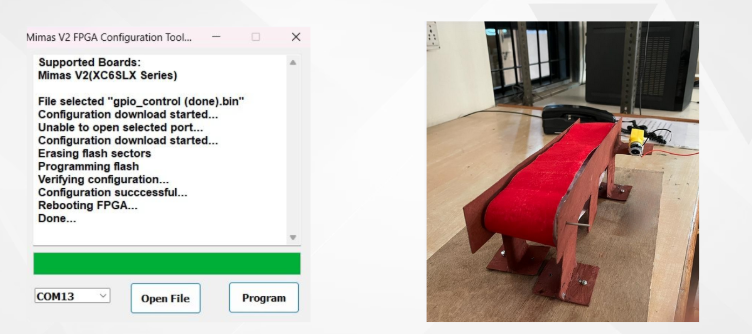 Mimas V2 FPGA Configuration Tool...
Supported Boards:
Mimas V2(XC6SLX Series)
File selected "gpio_control (done).bin"
Configuration download started...
Unable to open selected port...
Configuration download started...
Erasing flash sectors
Programming flash
Verifying configuration...
Configuration succcessful...
Rebooting FPGA...
Done...
COM13
Open File
Program